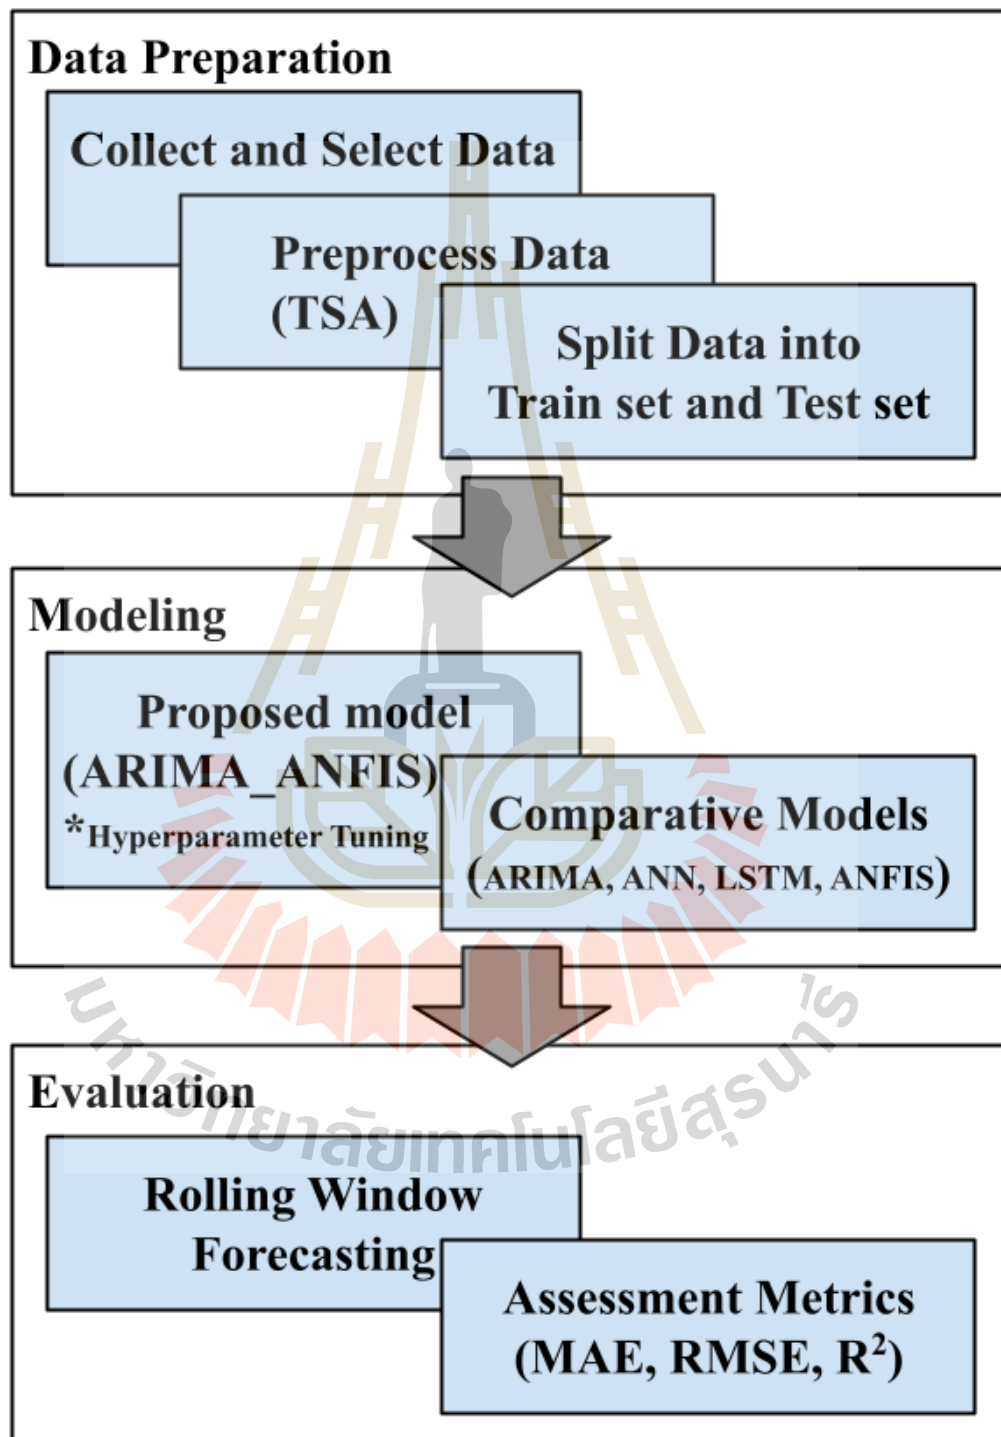 Data Preparation
Collect and Select Data
Preprocess Data
(TSA)
Split Data into
Train set and Test set
Modeling
Proposed model
(ARIMA_ANFIS)
*Hyperparameter Tuning
Comparative Models
(ARIMA, ANN, LSTM, ANFIS)
Evaluation
Rolling Window
Forecasting
Assessment Metrics
(MAE, RMSE, R²)
มหาวิทยาลัยเทคโนโลยีสุรนารี